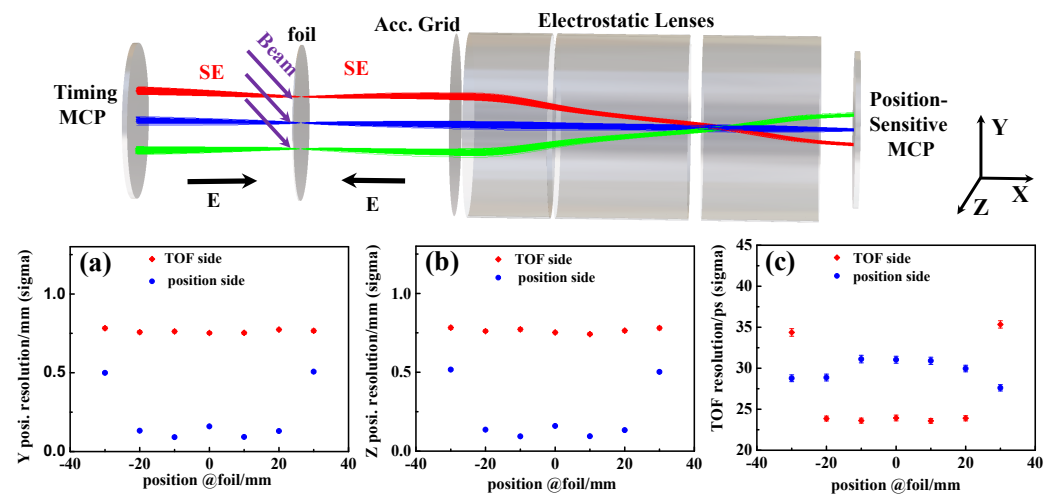 Electrostatic Lenses
Acc. Grid
foil
Beam
SE
SE
Timing
MCP
Position-
Sensitive
MCP
E
E
Y
X
Z
(a)
TOF side
position side
Y posi. resolution/mm (sigma)
1.0
0.5
0.0
-40 -20 0 20 40
position @foil/mm
(b)
TOF side
position side
Z posi. resolution/mm (sigma)
1.0
0.5
0.0
-40 -20 0 20 40
position @foil/mm
(c)
TOF side
position side
TOF resolution/ps (sigma)
45
40
35
30
25
20
-40 -20 0 20 40
position @foil/mm